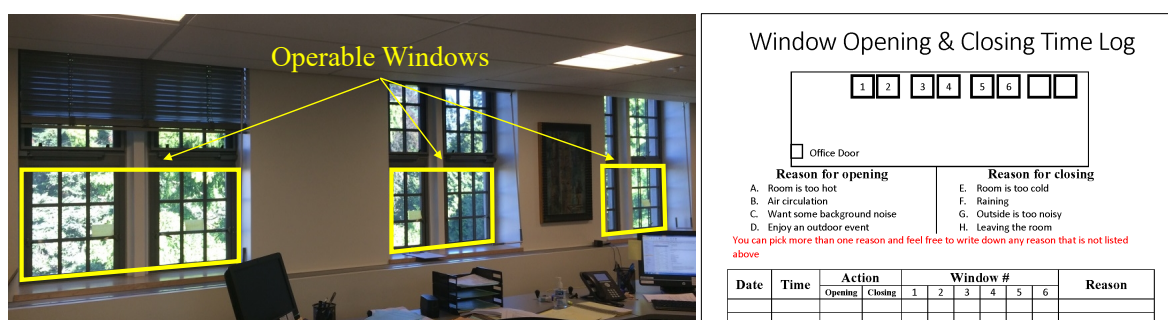 Operable Windows
Window Opening & Closing Time Log
1 2 3 4 5 6
Office Door
Reason for opening
A. Room is too hot
B. Air circulation
C. Want some background noise
D. Enjoy an outdoor event
Reason for closing
E. Room is too cold
F. Raining
G. Outside is too noisy
H. Leaving the room
You can pick more than one reason and feel free to write down any reason that is not listed
above
Date Time Action Window # Reason
Opening Closing 1 2 3 4 5 6